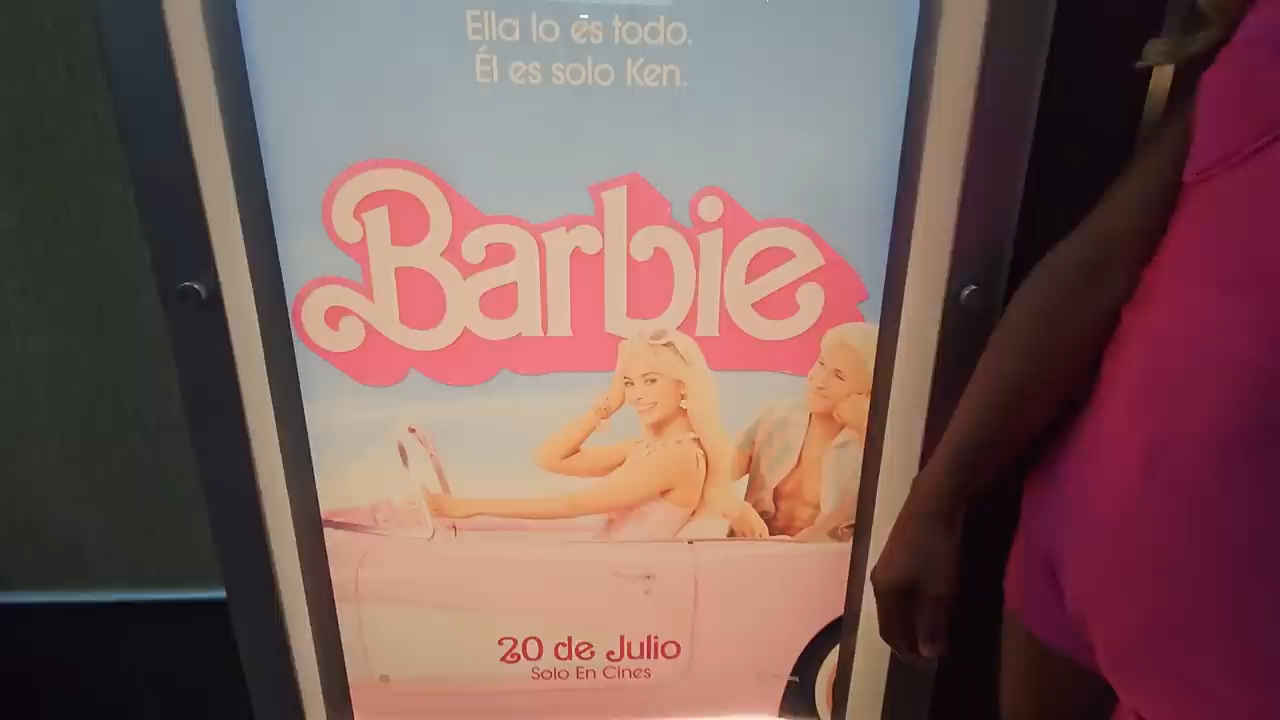 Ella lo es todo.
Él es solo Ken.
Barbie
20 de Julio
Solo En Cines